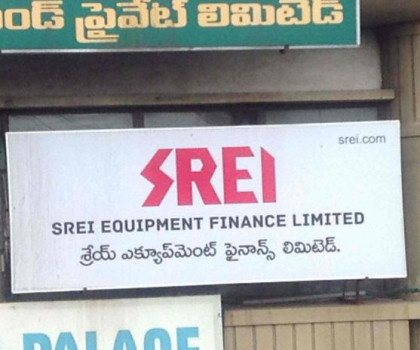 ండ్ ప్రైవేట్ లిమిటెడ్
srei.com
SREI
SREI EQUIPMENT FINANCE LIMITED
శ్రేయ్ ఎక్యూప్‌మెంట్ ఫైనాన్స్ లిమిటెడ్.
PALACE